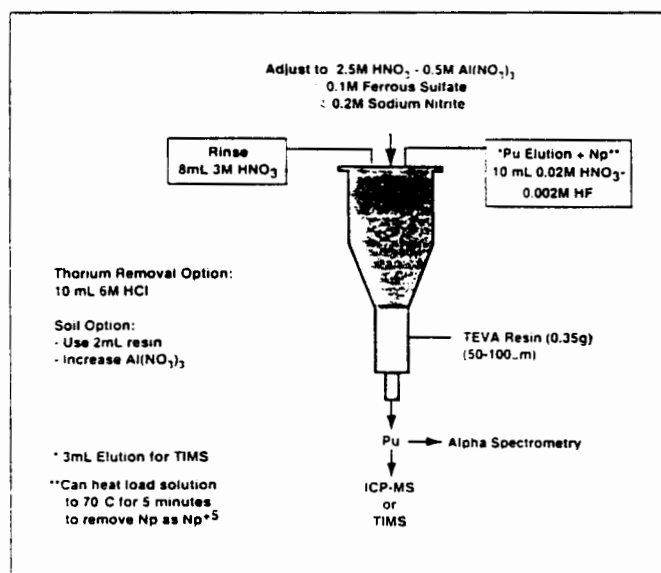 Adjust to 2.5M HNO3 - 0.5M Al(NO3)3
0.1M Ferrous Sulfate
0.2M Sodium Nitrite
Rinse
8mL 3M HNO3
*Pu Elution + Np**
10 mL 0.02M HNO3-
0.002M HF
Thorium Removal Option:
10 mL 6M HCl
Soil Option:
- Use 2mL resin
- Increase Al(NO3)3
TEVA Resin (0.35g)
(50-100 m)
Pu
Alpha Spectrometry
ICP-MS
or
TIMS
* 3mL Elution for TIMS
**Can heat load solution
to 70 C for 5 minutes
to remove Np as Np+5